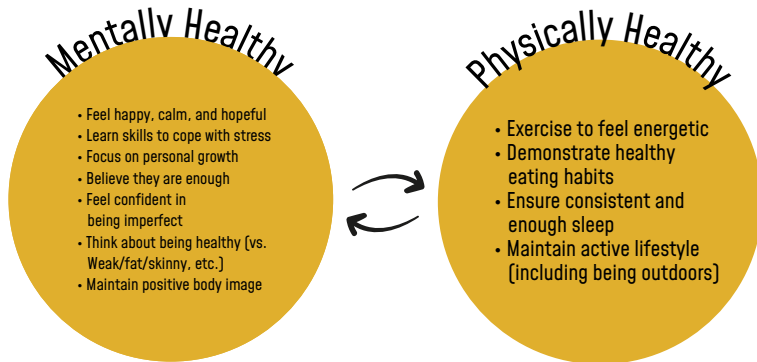 Mentally Healthy
• Feel happy, calm, and hopeful
• Learn skills to cope with stress
• Focus on personal growth
• Believe they are enough
• Feel confident in
being imperfect
• Think about being healthy (vs.
Weak/fat/skinny, etc.)
• Maintain positive body image
Physically Healthy
• Exercise to feel energetic
• Demonstrate healthy
eating habits
• Ensure consistent and
enough sleep
• Maintain active lifestyle
(including being outdoors)